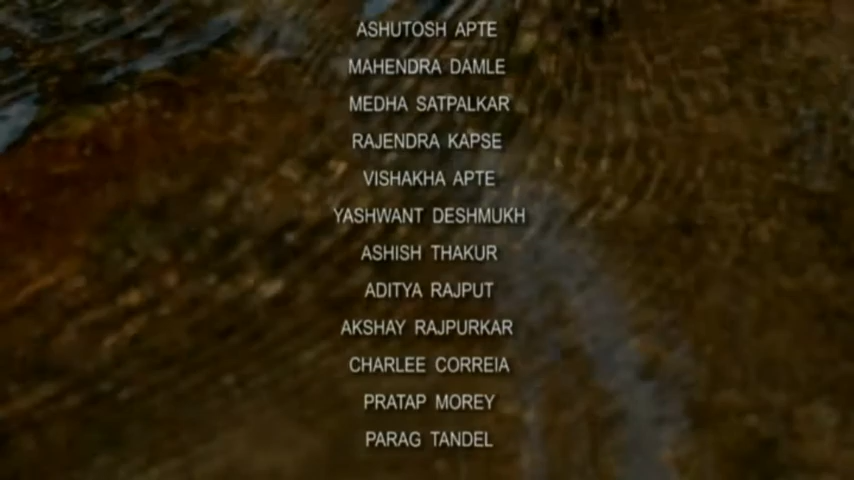 ASHUTOSH APTE
MAHENDRA DAMLE
MEDHA SATPALKAR
RAJENDRA KAPSE
VISHAKHA APTE
YASHWANT DESHMUKH
ASHISH THAKUR
ADITYA RAJPUT
AKSHAY RAJPURKAR
CHARLEE CORREIA
PRATAP MOREY
PARAG TANDEL